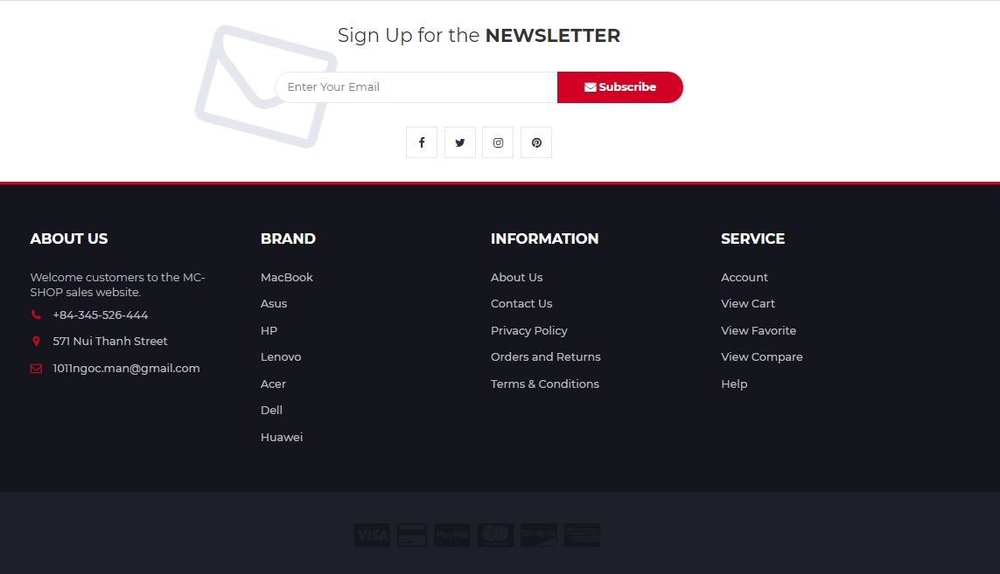 Sign Up for the NEWSLETTER
Enter Your Email
Subscribe
ABOUT US
Welcome customers to the MC-
SHOP sales website.
+84-345-526-444
571 Nui Thanh Street
1011ngoc.man@gmail.com
BRAND
MacBook
Asus
HP
Lenovo
Acer
Dell
Huawei
INFORMATION
About Us
Contact Us
Privacy Policy
Orders and Returns
Terms & Conditions
SERVICE
Account
View Cart
View Favorite
View Compare
Help
VISA
PayPal
DISCOVER